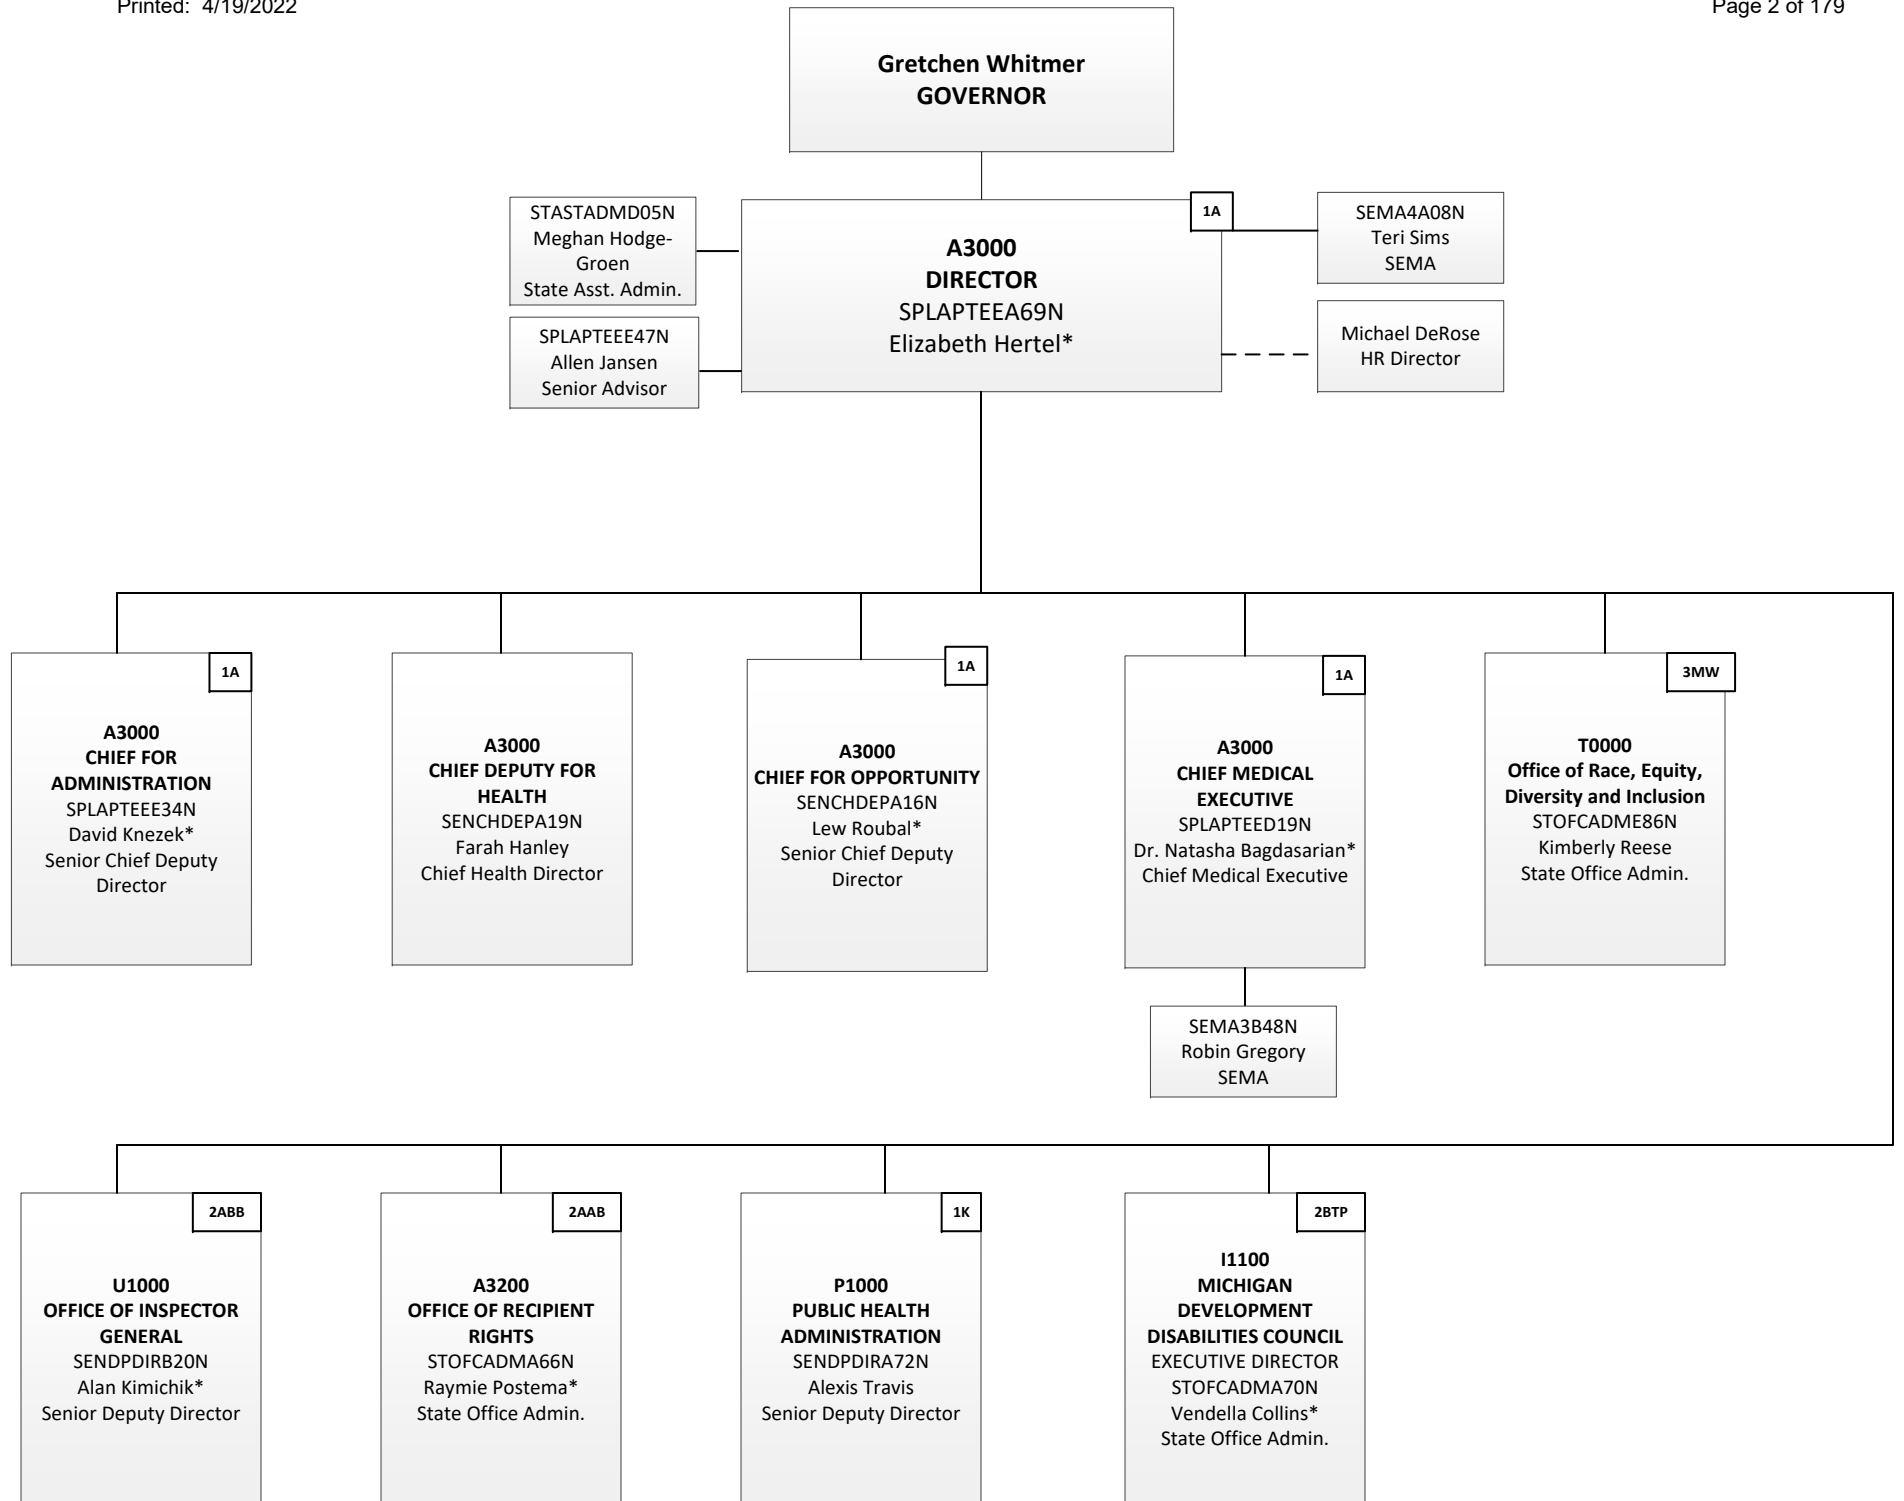 Printed: 4/19/2022
Page 2 of 179
Gretchen Whitmer
GOVERNOR
STASTADMD05N
Meghan Hodge-
Groen
State Asst. Admin.
SPLAPTEEE47N
Allen Jansen
Senior Advisor
1A
A3000
DIRECTOR
SPLAPTEEA69N
Elizabeth Hertel*
SEMA4A08N
Teri Sims
SEMA
Michael DeRose
HR Director
1A
A3000
CHIEF FOR
ADMINISTRATION
SPLAPTEEE34N
David Knezek*
Senior Chief Deputy
Director
A3000
CHIEF DEPUTY FOR
HEALTH
SENCHDEPA19N
Farah Hanley
Chief Health Director
1A
A3000
CHIEF FOR OPPORTUNITY
SENCHDEPA16N
Lew Roubal*
Senior Chief Deputy
Director
1A
A3000
CHIEF MEDICAL
EXECUTIVE
SPLAPTEED19N
Dr. Natasha Bagdasarian*
Chief Medical Executive
3MW
T0000
Office of Race, Equity,
Diversity and Inclusion
STOFCADME86N
Kimberly Reese
State Office Admin.
SEMA3B48N
Robin Gregory
SEMA
2ABB
U1000
OFFICE OF INSPECTOR
GENERAL
SENDPDIRB20N
Alan Kimichik*
Senior Deputy Director
2AAB
A3200
OFFICE OF RECIPIENT
RIGHTS
STOFCADMA66N
Raymie Postema*
State Office Admin.
1K
P1000
PUBLIC HEALTH
ADMINISTRATION
SENDPDIRA72N
Alexis Travis
Senior Deputy Director
2BTP
I1100
MICHIGAN
DEVELOPMENT
DISABILITIES COUNCIL
EXECUTIVE DIRECTOR
STOFCADMA70N
Vendella Collins*
State Office Admin.